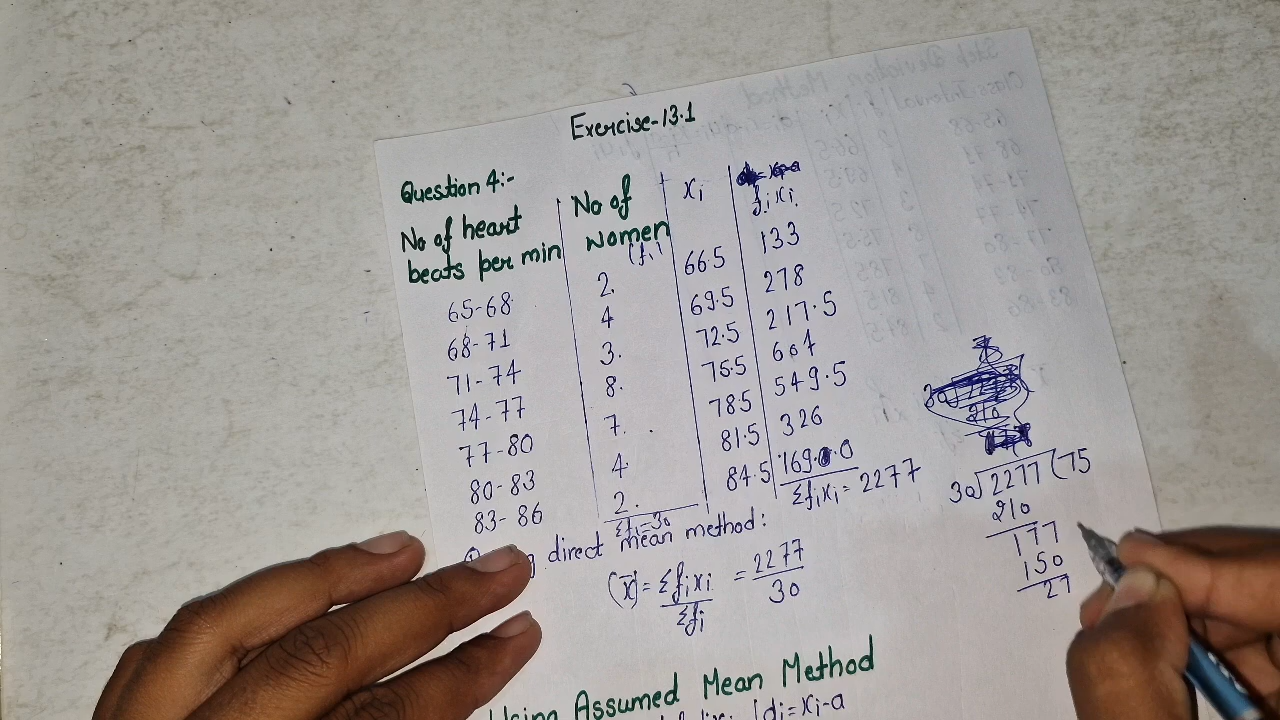 Exercise-13.1
Question 4:-
No of heart beats per min | No of women (fi) | xi | fixi
65-68 2. 66.5 133
68-71 4 69.5 278
71-74 3. 72.5 217.5
74-77 8. 75.5 604
77-80 7. 78.5 549.5
80-83 4 81.5 326
83-86 2. 84.5 169.0
Σfi=30 Σfixi=2277
direct mean method:
(x̄)= Σfixi/Σfi = 2277/30
30)2277(75
210
177
150
27
Using Assumed Mean Method
di=xi-a